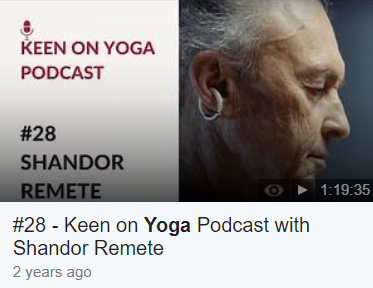 KEEN ON YOGA
PODCAST
#28
SHANDOR
REMETE
1:19:35
#28 - Keen on Yoga Podcast with
Shandor Remete
2 years ago